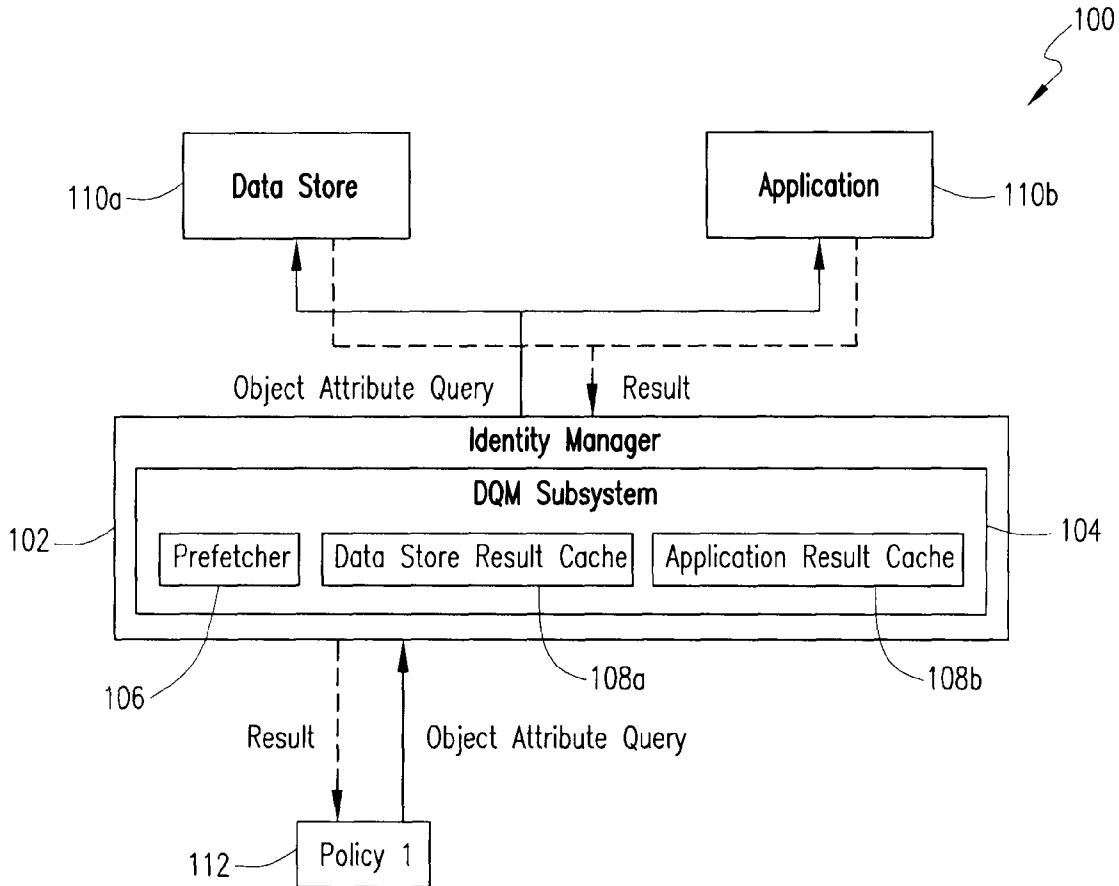 100
Data Store
Application
110a
110b
Object Attribute Query
Result
Identity Manager
DQM Subsystem
102
104
Prefetcher
Data Store Result Cache
Application Result Cache
106
108a
108b
Result
Object Attribute Query
112
Policy 1